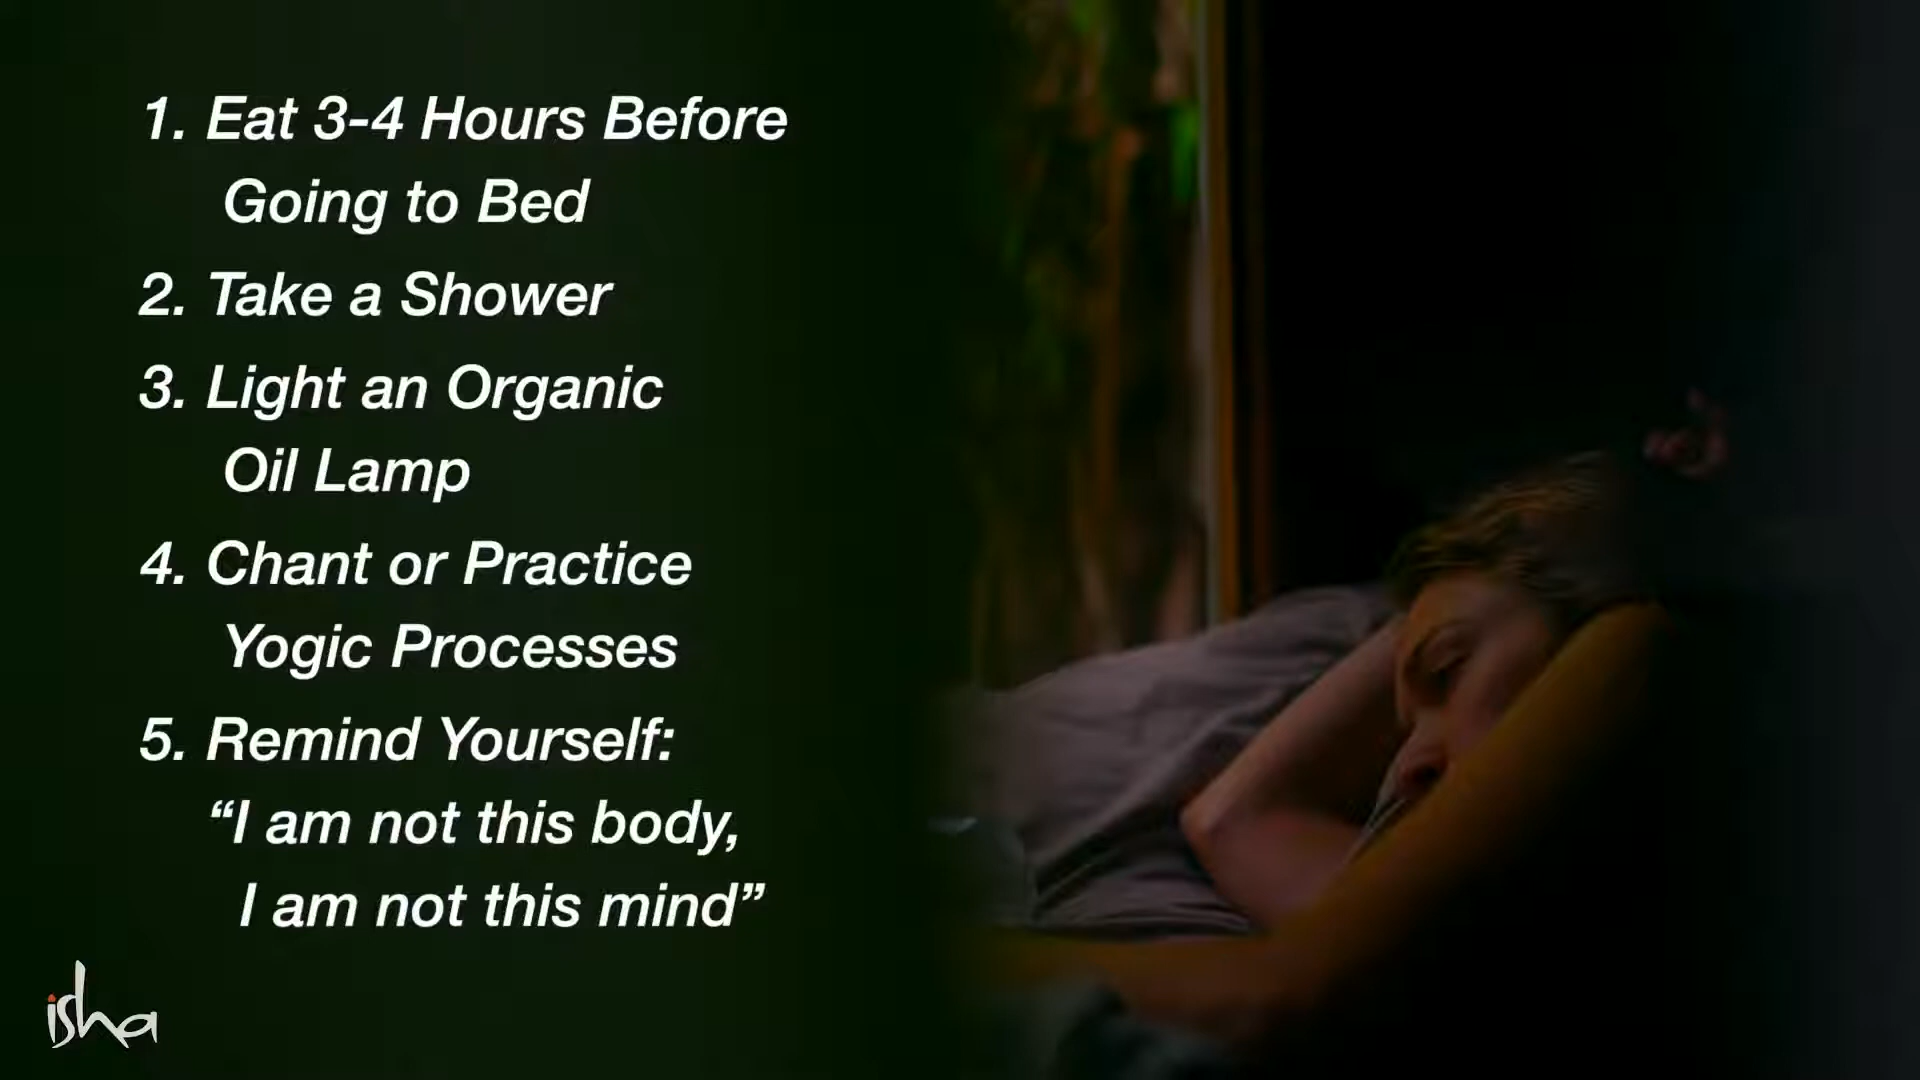 1. Eat 3-4 Hours Before
Going to Bed
2. Take a Shower
3. Light an Organic
Oil Lamp
4. Chant or Practice
Yogic Processes
5. Remind Yourself:
“I am not this body,
I am not this mind”
isha